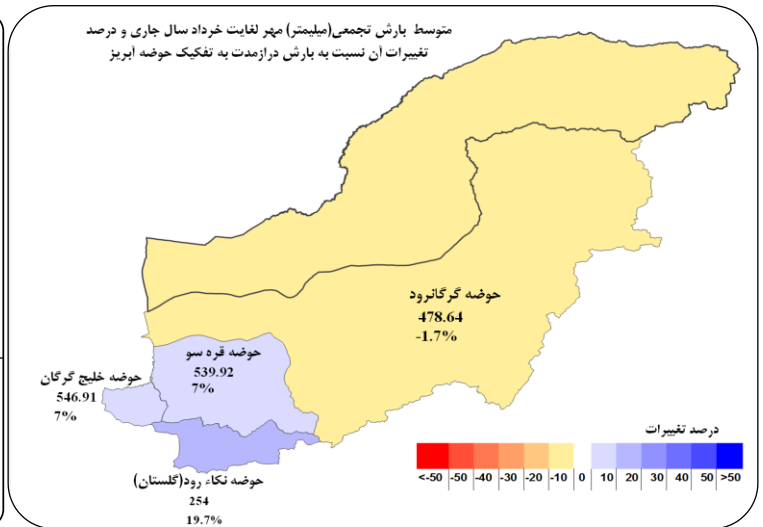 متوسط بارش تجمعی(میلیمتر) مهر لغایت خرداد سال جاری و درصد
تغییرات آن نسبت به بارش درازمدت به تفکیک حوضه آبریز
حوضه گرگانرود
478.64
-1.7%
حوضه قره سو
539.92
7%
حوضه خلیج گرگان
546.91
7%
حوضه نکاء رود(گلستان)
254
19.7%
درصد تغییرات
<-50 -50 -40 -30 -20 -10 0 10 20 30 40 50 >50